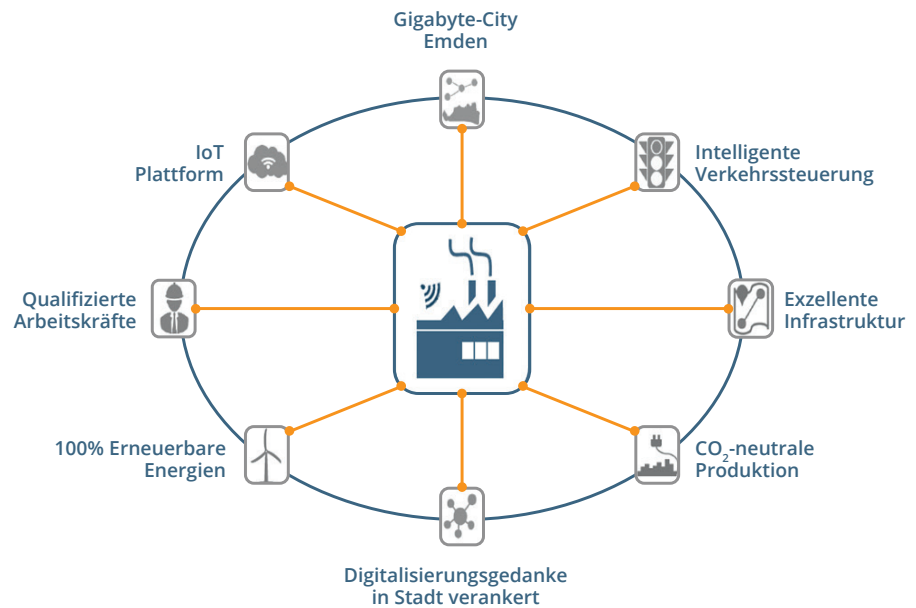 Gigabyte-City
Emden
IoT
Plattform
Intelligente
Verkehrssteuerung
Qualifizierte
Arbeitskräfte
Exzellente
Infrastruktur
100% Erneuerbare
Energien
CO₂-neutrale
Produktion
Digitalisierungsgedanke
in Stadt verankert